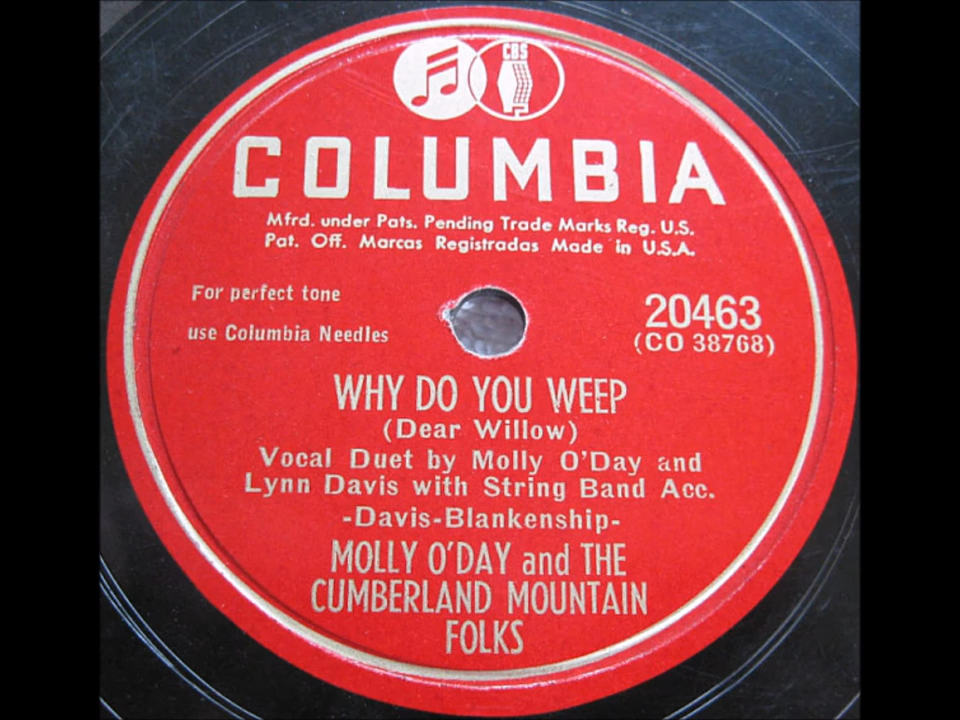 CBS
COLUMBIA
Mfrd. under Pats. Pending Trade Marks Reg. U.S.
Pat. Off. Marcas Registradas Made in U.S.A.
For perfect tone
use Columbia Needles
20463
(CO 38768)
WHY DO YOU WEEP
(Dear Willow)
Vocal Duet by Molly O'Day and
Lynn Davis with String Band Acc.
-Davis-Blankenship-
MOLLY O'DAY and THE
CUMBERLAND MOUNTAIN
FOLKS